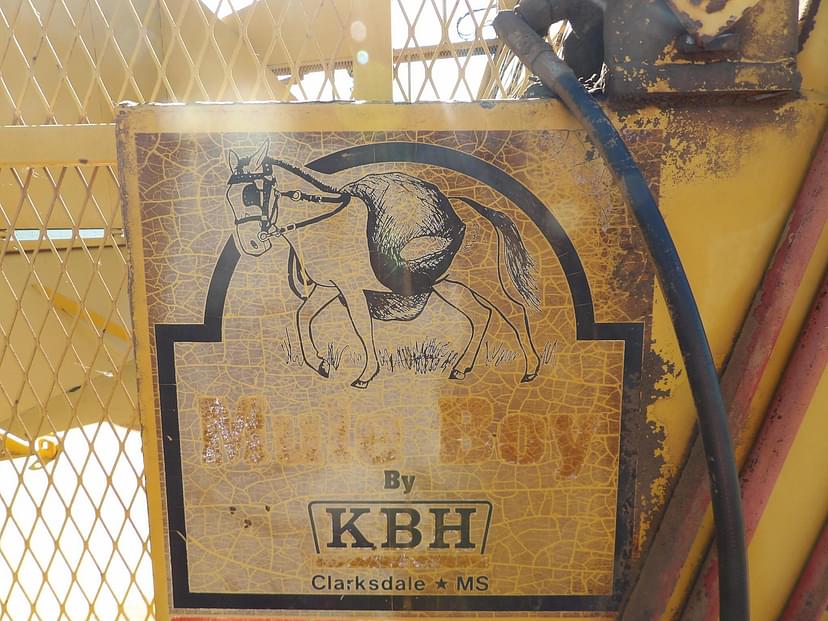 Mule Boy
By
KBH
Clarksdale ★ MS